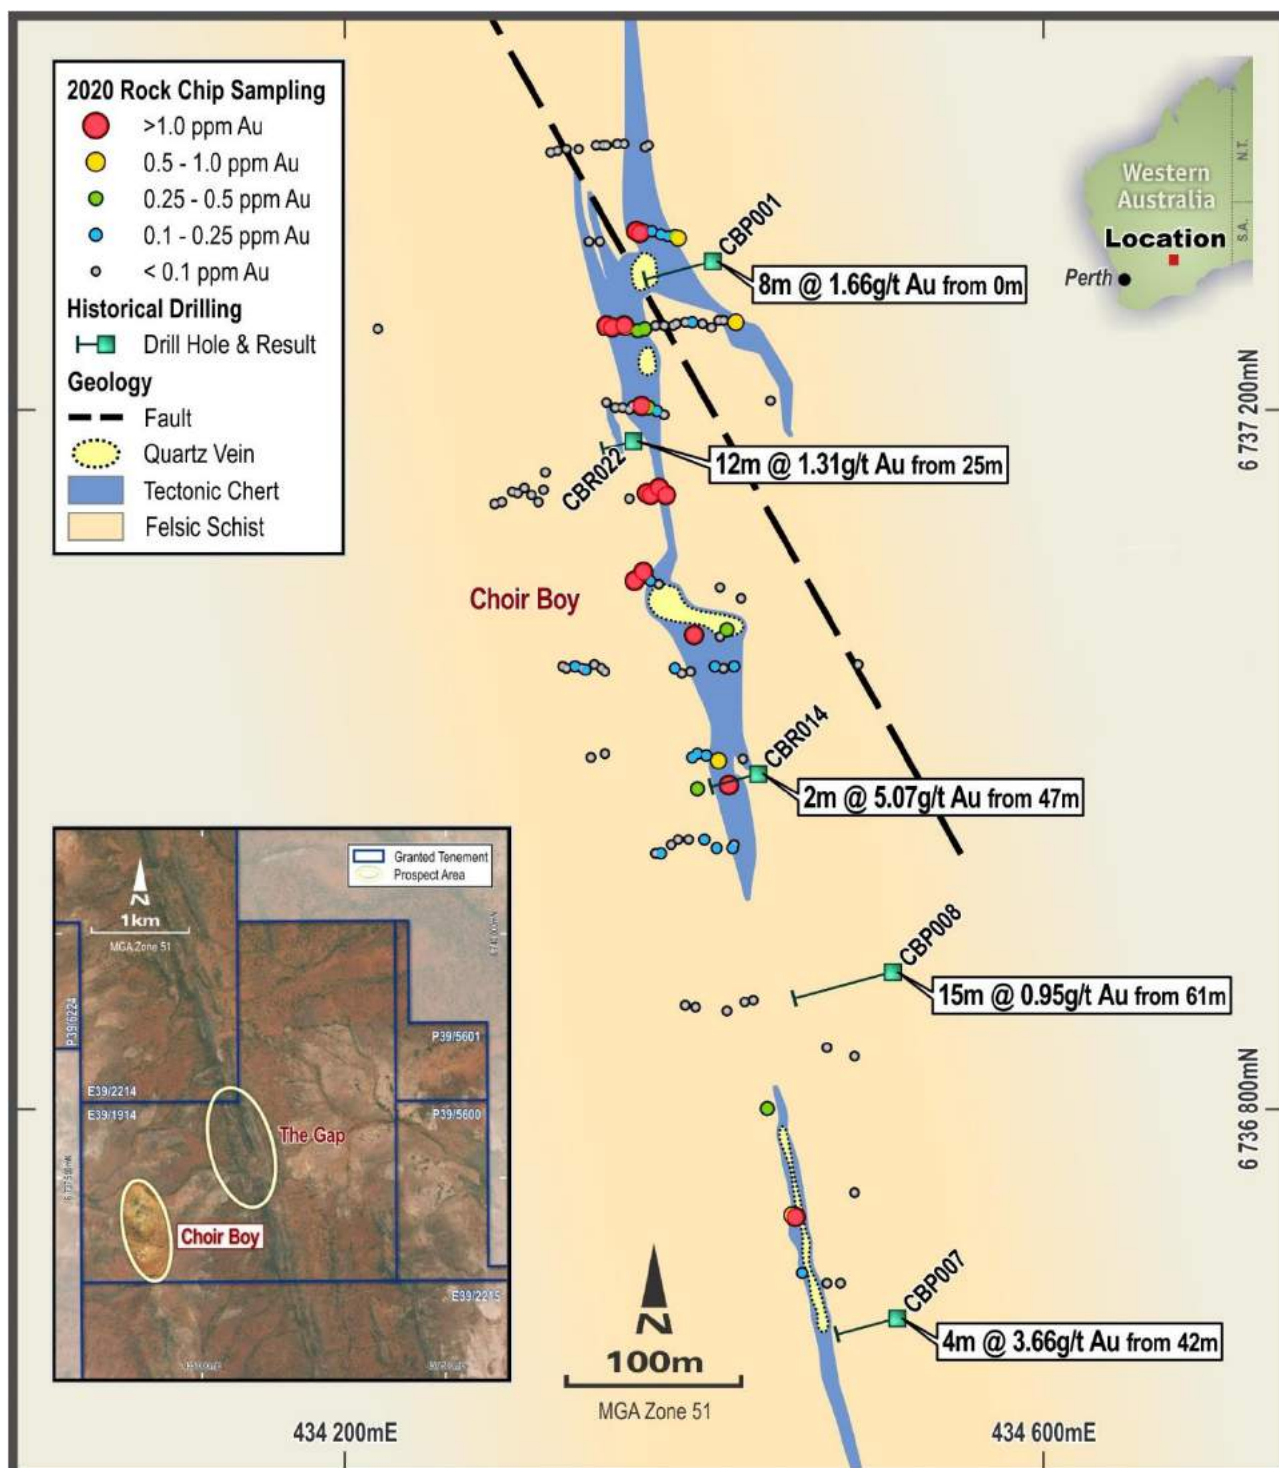 2020 Rock Chip Sampling
>1.0 ppm Au
0.5 - 1.0 ppm Au
0.25 - 0.5 ppm Au
0.1 - 0.25 ppm Au
< 0.1 ppm Au
Historical Drilling
Drill Hole & Result
Geology
Fault
Quartz Vein
Tectonic Chert
Felsic Schist
Western
Australia
N.T.
S.A.
Location
Perth
CBP001
8m @ 1.66g/t Au from 0m
6 737 200mN
CBR022
12m @ 1.31g/t Au from 25m
Choir Boy
CBR014
2m @ 5.07g/t Au from 47m
CBP008
15m @ 0.95g/t Au from 61m
6 736 800mN
CBP007
4m @ 3.66g/t Au from 42m
N
100m
MGA Zone 51
434 200mE
434 600mE
Granted Tenement
Prospect Area
N
1km
MGA Zone 51
P39/6224
P39/5601
E39/2214
E39/1914
P39/5600
The Gap
Choir Boy
E39/2215